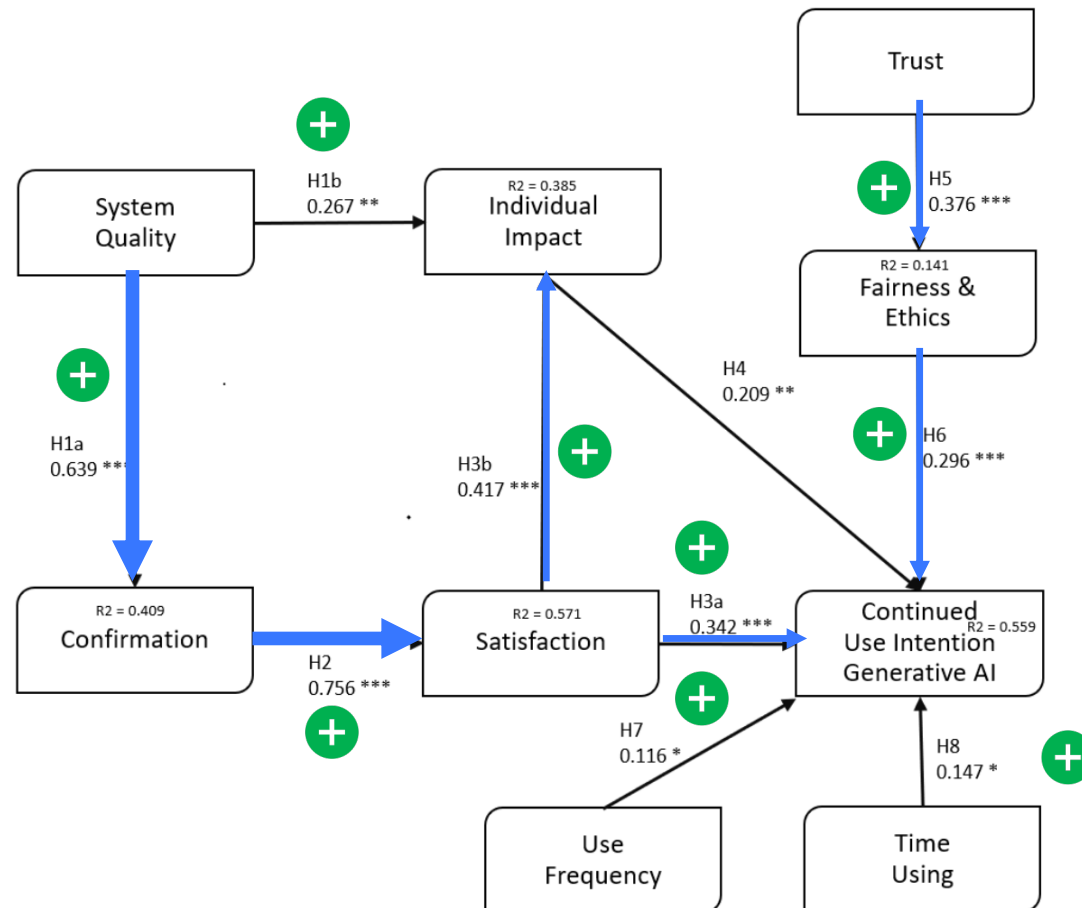 Trust
H1b
0.267 **
R2 = 0.385
Individual
Impact
System
Quality
H5
0.376 ***
R2 = 0.141
Fairness &
Ethics
H4
0.209 **
H1a
0.639 ***
H3b
0.417 ***
H6
0.296 ***
R2 = 0.409
Confirmation
H2
0.756 ***
R2 = 0.571
Satisfaction
H3a
0.342 ***
Continued
Use Intention
Generative AI
R2 = 0.559
H7
0.116 *
H8
0.147 *
Use
Frequency
Time
Using